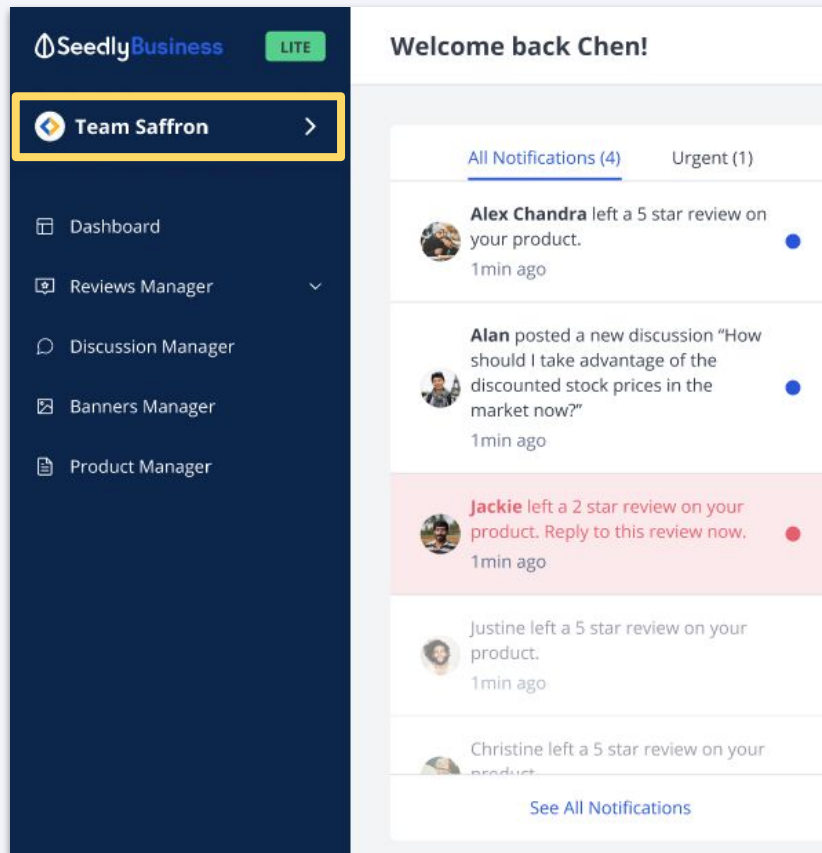 SeedlyBusiness
LITE
Team Saffron
Dashboard
Reviews Manager
Discussion Manager
Banners Manager
Product Manager
Welcome back Chen!
All Notifications (4)
Urgent (1)
Alex Chandra left a 5 star review on
your product.
1min ago
Alan posted a new discussion “How
should I take advantage of the
discounted stock prices in the
market now?”
1min ago
Jackie left a 2 star review on your
product. Reply to this review now.
1min ago
Justine left a 5 star review on your
product.
1min ago
Christine left a 5 star review on your
product
See All Notifications